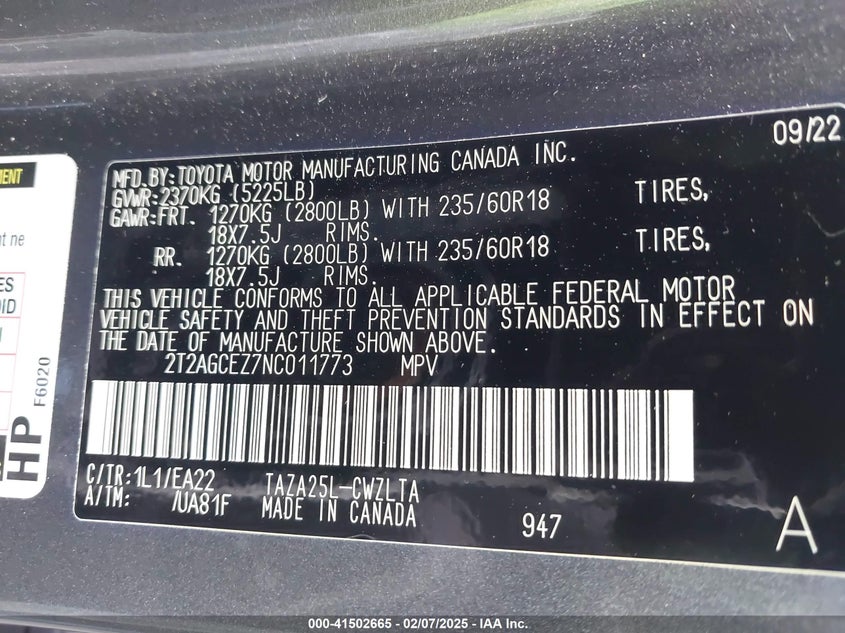 MENT
t ne
ES
OID
HP
F6020
09/22
MFD.BY:TOYOTA MOTOR MANUFACTURING CANADA INC.
GVWR:2370KG (5225LB)
GAWR:FRT. 1270KG (2800LB) WITH 235/60R18 TIRES,
18X7.5J RIMS.
RR. 1270KG (2800LB) WITH 235/60R18 TIRES,
18X7.5J RIMS.
THIS VEHICLE CONFORMS TO ALL APPLICABLE FEDERAL MOTOR
VEHICLE SAFETY AND THEFT PREVENTION STANDARDS IN EFFECT ON
THE DATE OF MANUFACTURE SHOWN ABOVE.
2T2AGCEZ7NC011773 MPV
C/TR:1L1/EA22 TAZA25L-CWZLTA
A/TM: /UA81F MADE IN CANADA
947
A
000-41502665 - 02/07/2025 - IAA Inc.